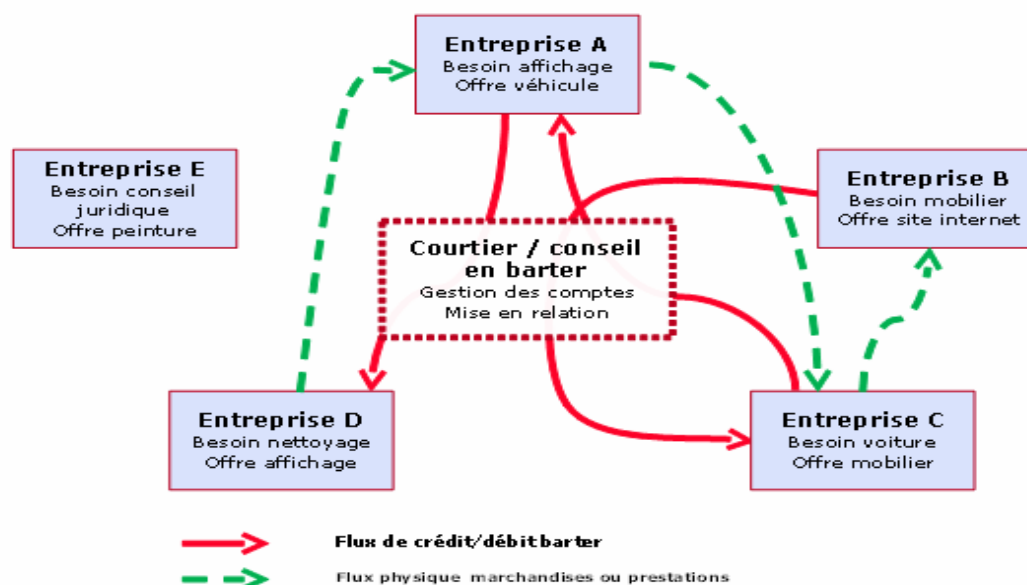 Entreprise A
Besoin affichage
Offre véhicule
Entreprise E
Besoin conseil
juridique
Offre peinture
Entreprise B
Besoin mobilier
Offre site internet
Courtier / conseil
en barter
Gestion des comptes
Mise en relation
Entreprise D
Besoin nettoyage
Offre affichage
Entreprise C
Besoin voiture
Offre mobilier
Flux de crédit/débit barter
Flux physique marchandises ou prestations